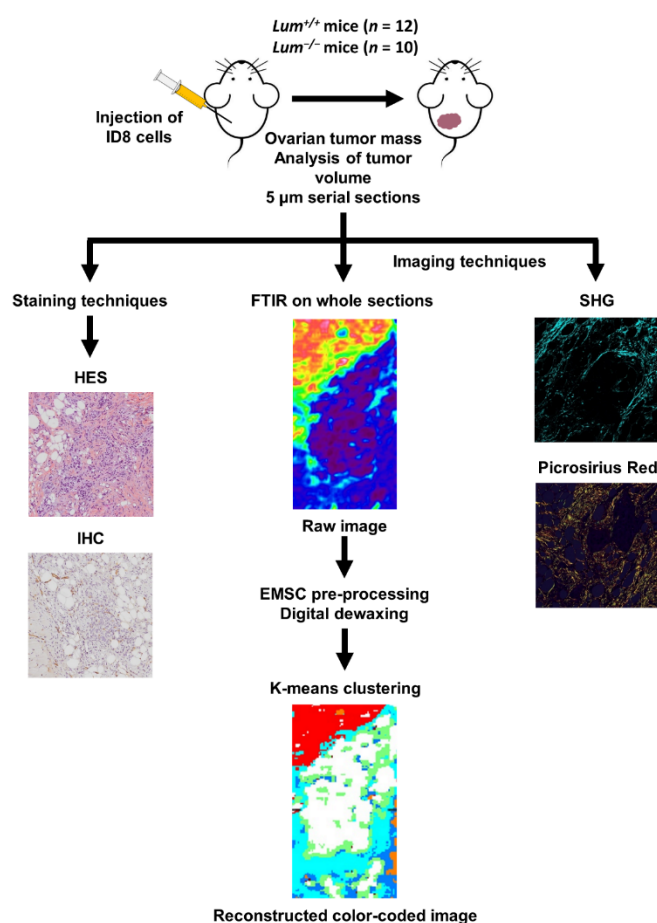 Lum+/+ mice (n = 12)
Lum−/− mice (n = 10)
Injection of
ID8 cells
Ovarian tumor mass
Analysis of tumor
volume
5 µm serial sections
Imaging techniques
Staining techniques
FTIR on whole sections
SHG
HES
Picrosirius Red
Raw image
IHC
EMSC pre-processing
Digital dewaxing
K-means clustering
Reconstructed color-coded image